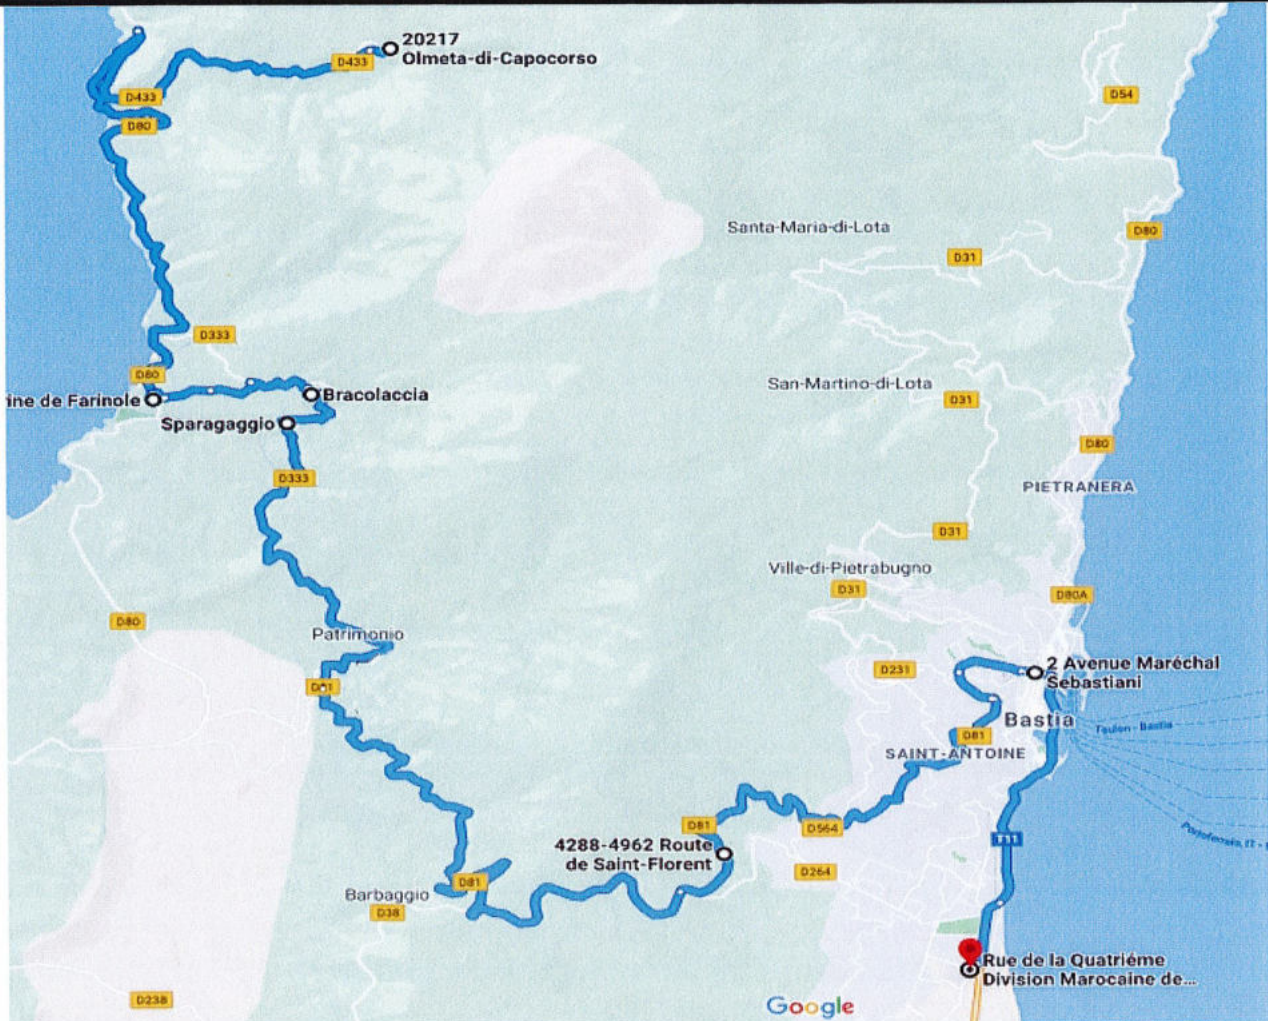 20217
Olmeta-di-Capocorso
D433
D54
D433
D80
Santa-Maria-di-Lota
D80
D31
D333
D80
San-Martino-di-Lota
ine de Farinole
Bracolaccia
D31
Sparagaggio
D80
D333
PIETRANERA
D31
Ville-di-Pietrabugno
D31
D80A
D80
Patrimonio
2 Avenue Maréchal
Sebastiani
D231
D81
Bastia
Toulon - Bastia
D81
SAINT-ANTOINE
D81
D564
T11
4288-4962 Route
de Saint-Florent
D264
D81
Barbaggio
D38
Rue de la Quatriéme
Division Marocaine de...
D238
Google